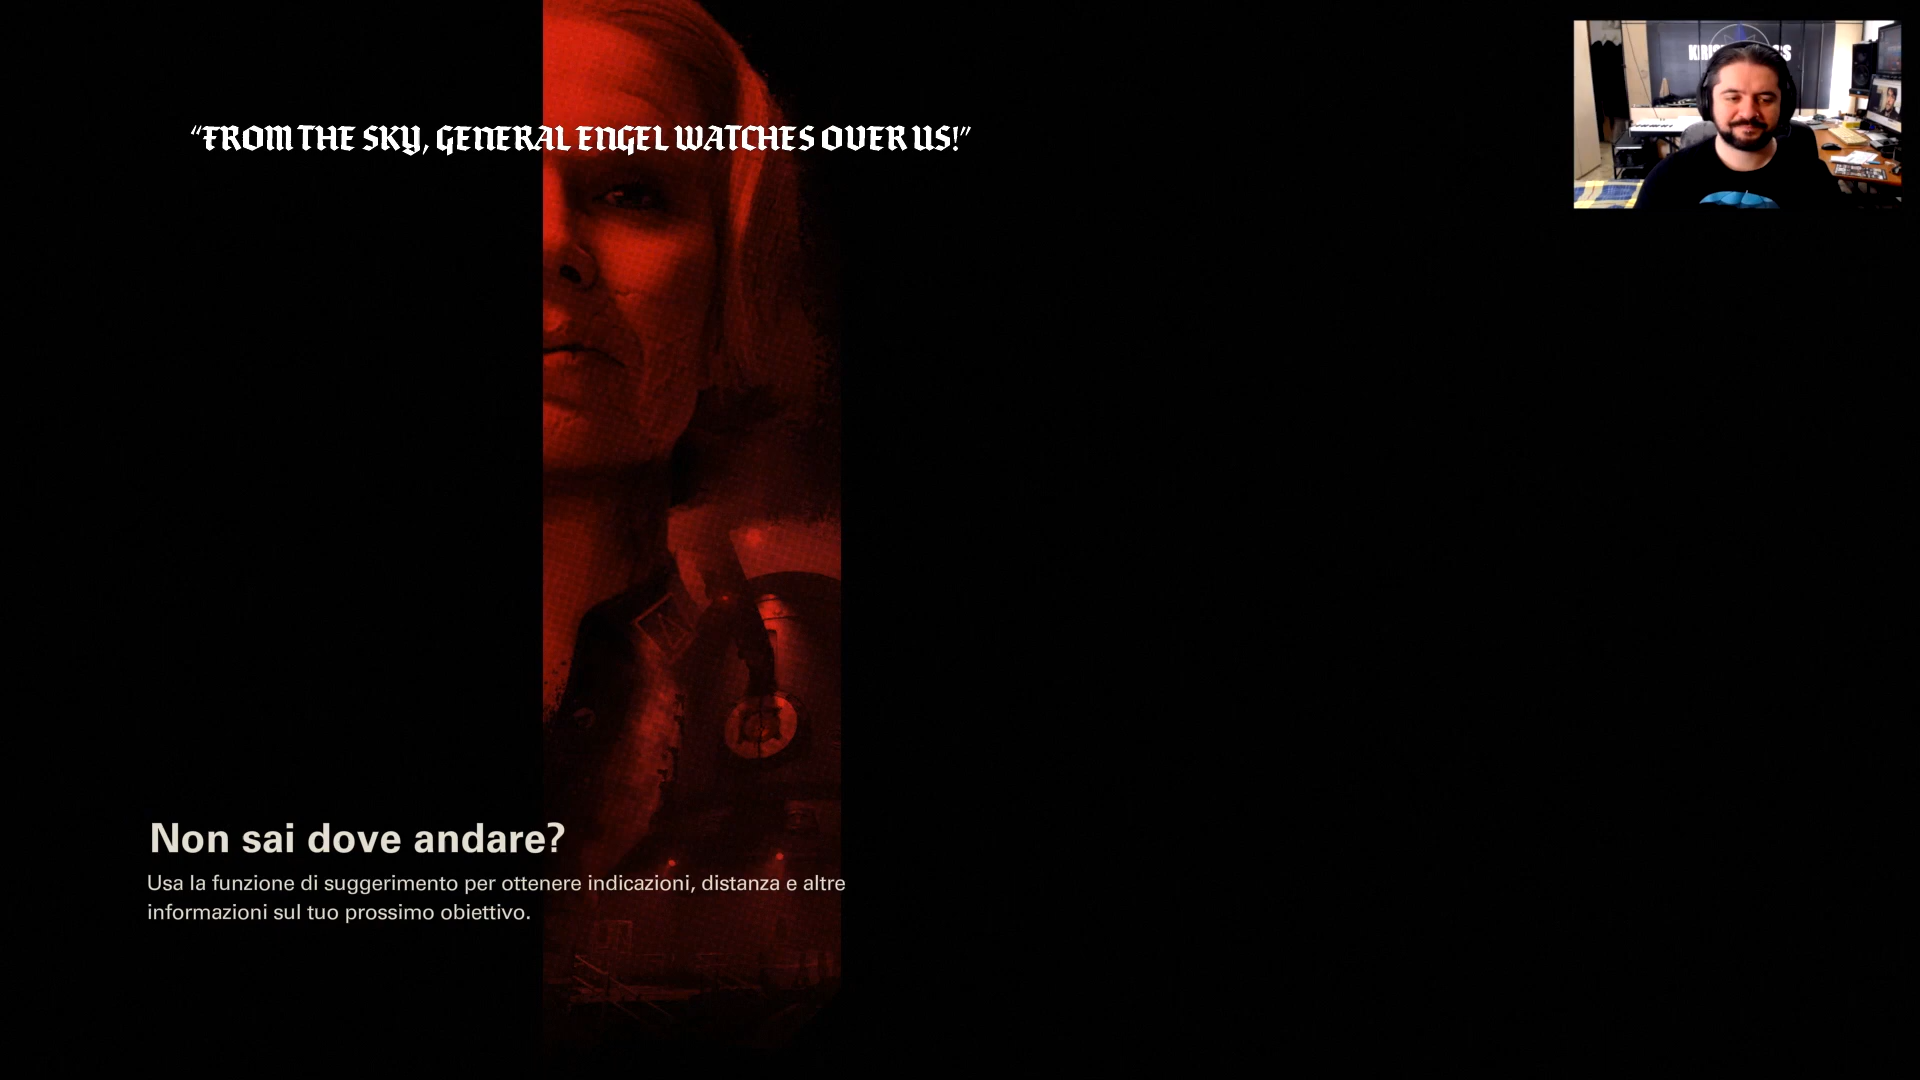 “FROM THE SKY, GENERAL ENGEL WATCHES OVER US!”
Non sai dove andare?
Usa la funzione di suggerimento per ottenere indicazioni, distanza e altre
informazioni sul tuo prossimo obiettivo.